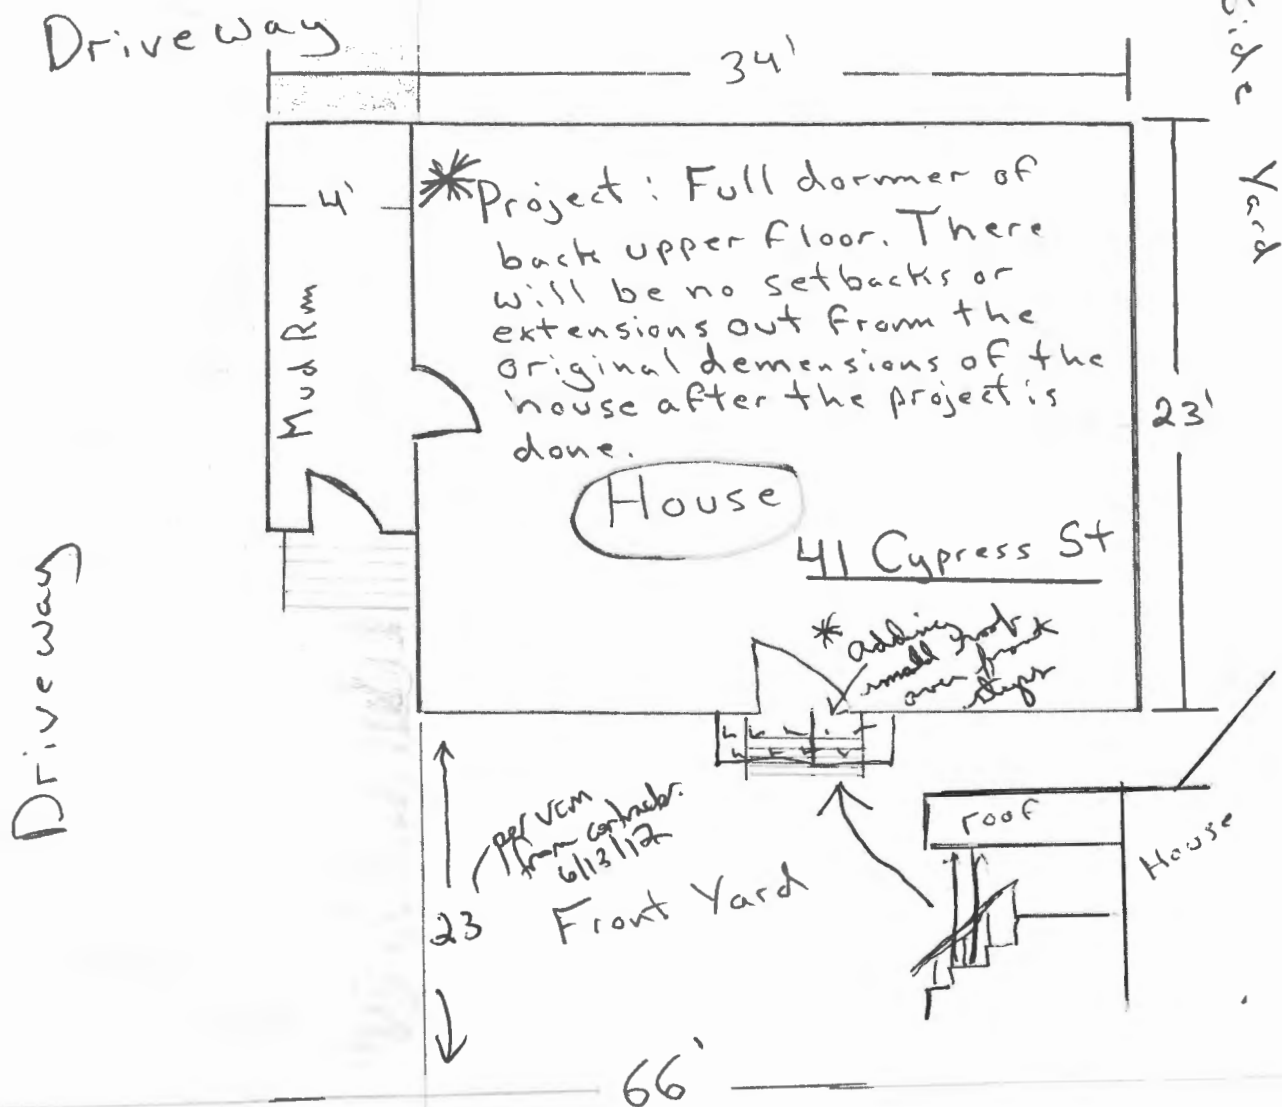 Driveway
34'
Side Yard
4'
* Project: Full dormer of
back upper floor. There
will be no setbacks or
extensions out from the
original demensions of the
house after the project is
done.
Mud Rm
23'
House
41 Cypress St
* adding
small roof
over front
steps
Driveway
per VCM
from contractor.
6/13/12
23
Front Yard
roof
House
66'